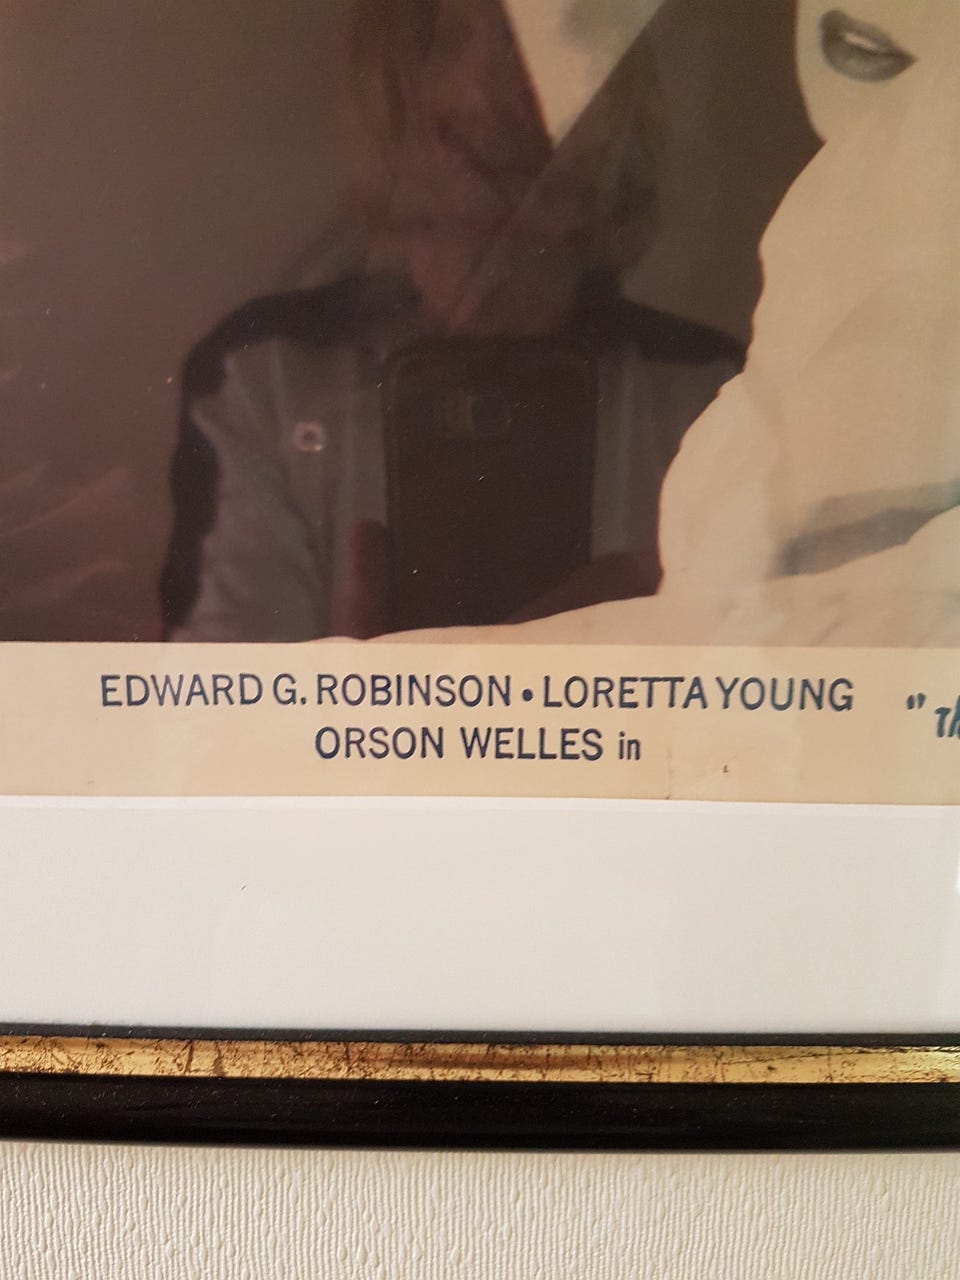 EDWARD G. ROBINSON • LORETTA YOUNG
ORSON WELLES in